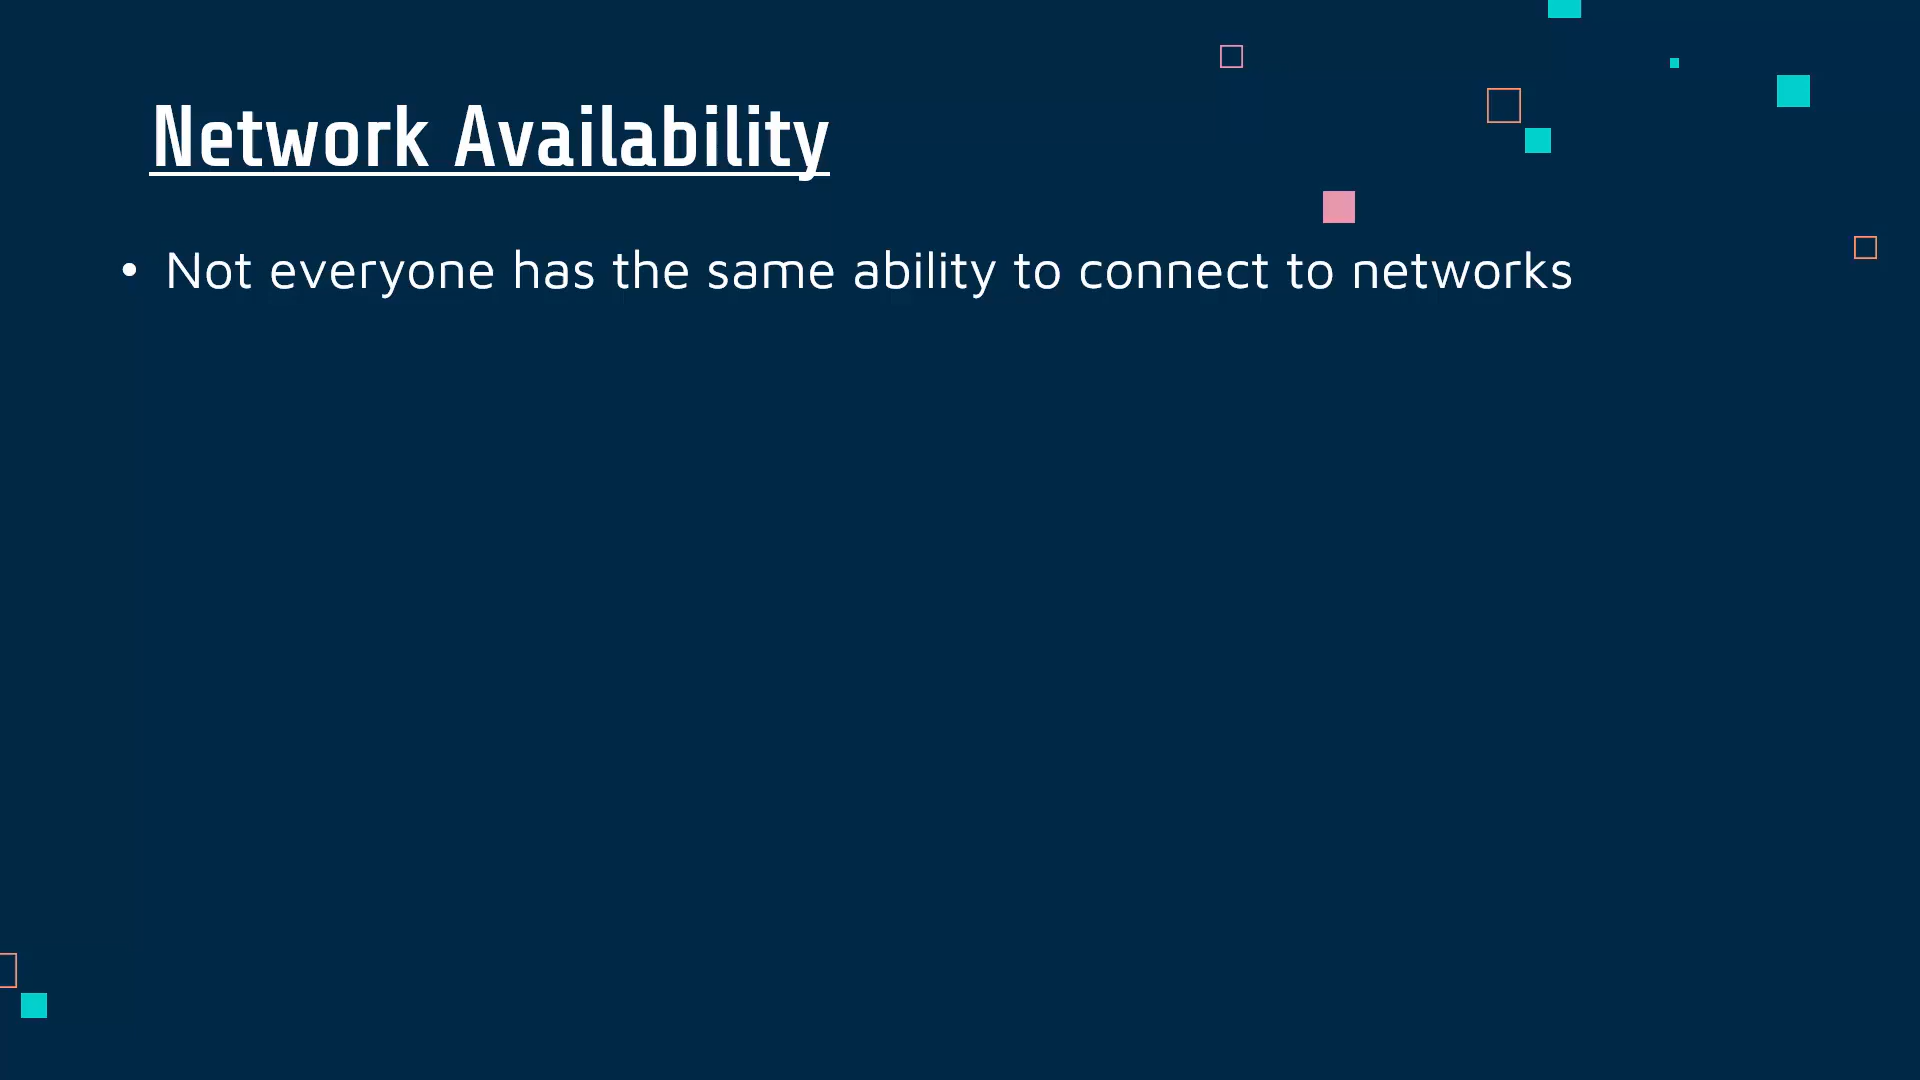 Network Availability
• Not everyone has the same ability to connect to networks